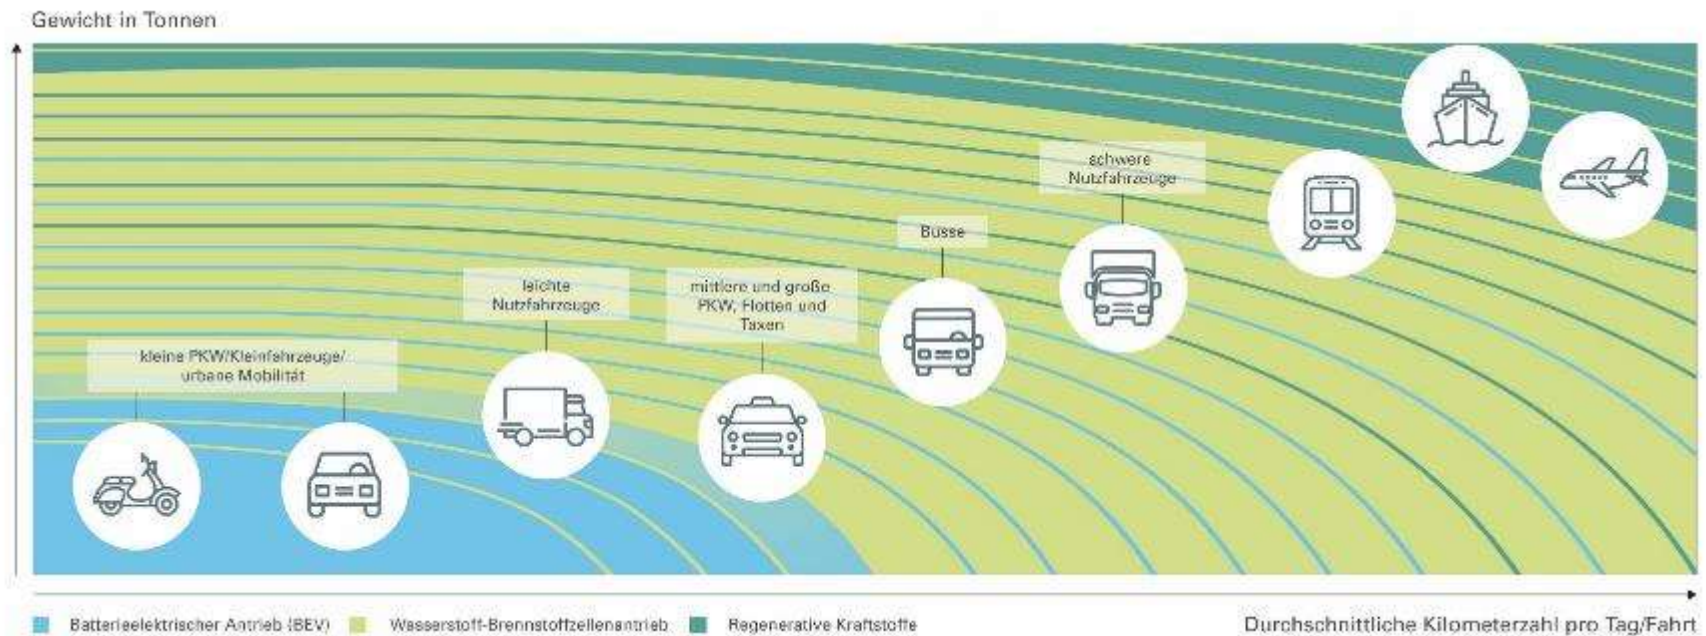 Gewicht in Tonnen
schwere
Nutzfahrzeuge
Busse
leichte
Nutzfahrzeuge
mittlere und große
PKW, Flotten und
Taxen
kleine PKW/Kleinfahrzeuge/
urbane Mobilität
Batterieelektrischer Antrieb (BEV)
Wasserstoff-Brennstoffzellenantrieb
Regenerative Kraftstoffe
Durchschnittliche Kilometerzahl pro Tag/Fahrt